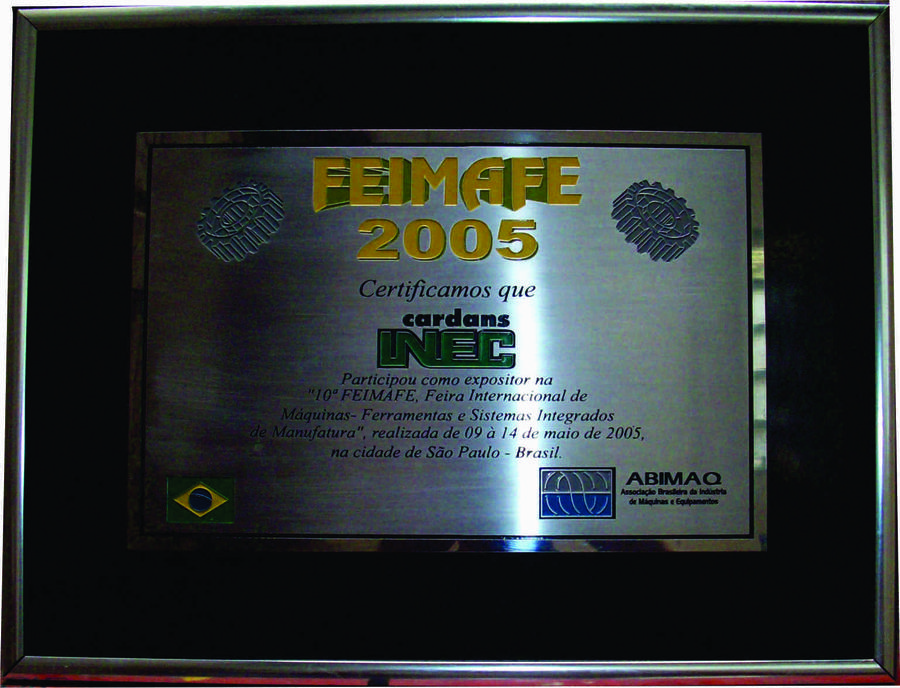 FEIMAFE
2005
Certificamos que
cardans
INEC
Participou como expositor na
"10ª FEIMAFE, Feira Internacional de
Máquinas- Ferramentas e Sistemas Integrados
de Manufatura", realizada de 09 à 14 de maio de 2005,
na cidade de São Paulo - Brasil.
ABIMAQ
Associação Brasileira da Indústria
de Máquinas e Equipamentos